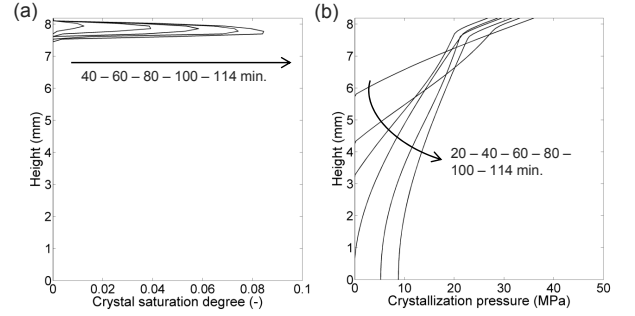 (a)
8
7
6
5
4
3
2
1
0
Height (mm)
40 – 60 – 80 – 100 – 114 min.
0 0.02 0.04 0.06 0.08 0.1
Crystal saturation degree (-)
(b)
8
7
6
5
4
3
2
1
0
Height (mm)
20 – 40 – 60 – 80 –
100 – 114 min.
0 10 20 30 40 50
Crystallization pressure (MPa)